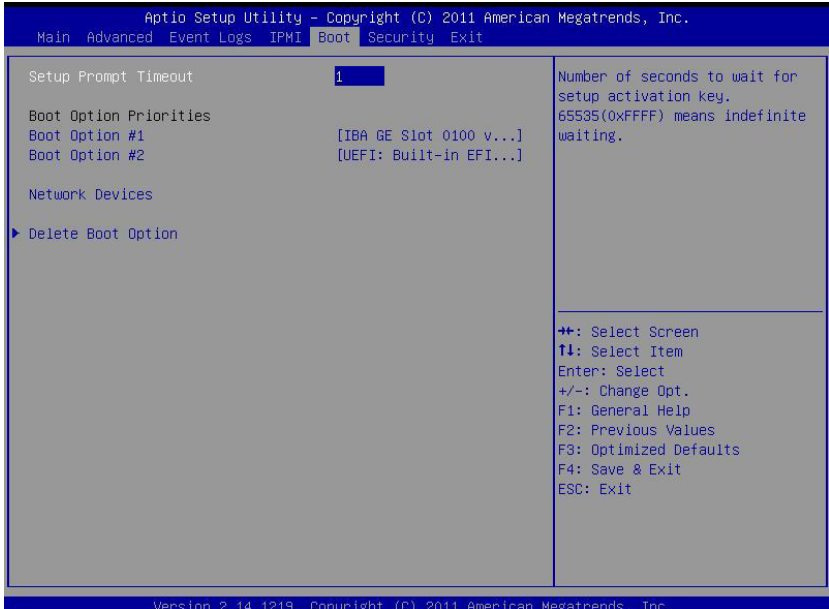 Aptio Setup Utility – Copyright (C) 2011 American Megatrends, Inc.
Main Advanced Event Logs IPMI Boot Security Exit
Setup Prompt Timeout 1
Boot Option Priorities
Boot Option #1 [IBA GE Slot 0100 v...]
Boot Option #2 [UEFI: Built-in EFI...]
Network Devices
Delete Boot Option
Number of seconds to wait for
setup activation key.
65535(0xFFFF) means indefinite
waiting.
→←: Select Screen
↑↓: Select Item
Enter: Select
+/-: Change Opt.
F1: General Help
F2: Previous Values
F3: Optimized Defaults
F4: Save & Exit
ESC: Exit
Version 2.14.1219. Copyright (C) 2011 American Megatrends, Inc.